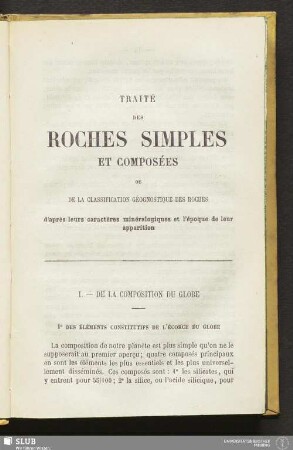 TRAITÉ
DES
ROCHES SIMPLES
ET COMPOSÉES
OU
DE LA CLASSIFICATION GÉOGNOSTIQUE DES ROCHES
d'après leurs caractères minéralogiques et l'époque de leur
apparition
I. — DE LA COMPOSITION DU GLOBE
1° DES ÉLÉMENTS CONSTITUTIFS DE L'ÉCORCE DU GLOBE
La composition de notre planète est plus simple qu'on ne le
supposerait au premier aperçu; quatre composés principaux
en sont les éléments les plus essentiels et les plus universel-
lement disséminés. Ces composés sont : 1° les silicates, qui
y entrent pour 55/100; 2° la silice, ou l'acide silicique, pour
SLUB
Wir führen Wissen.